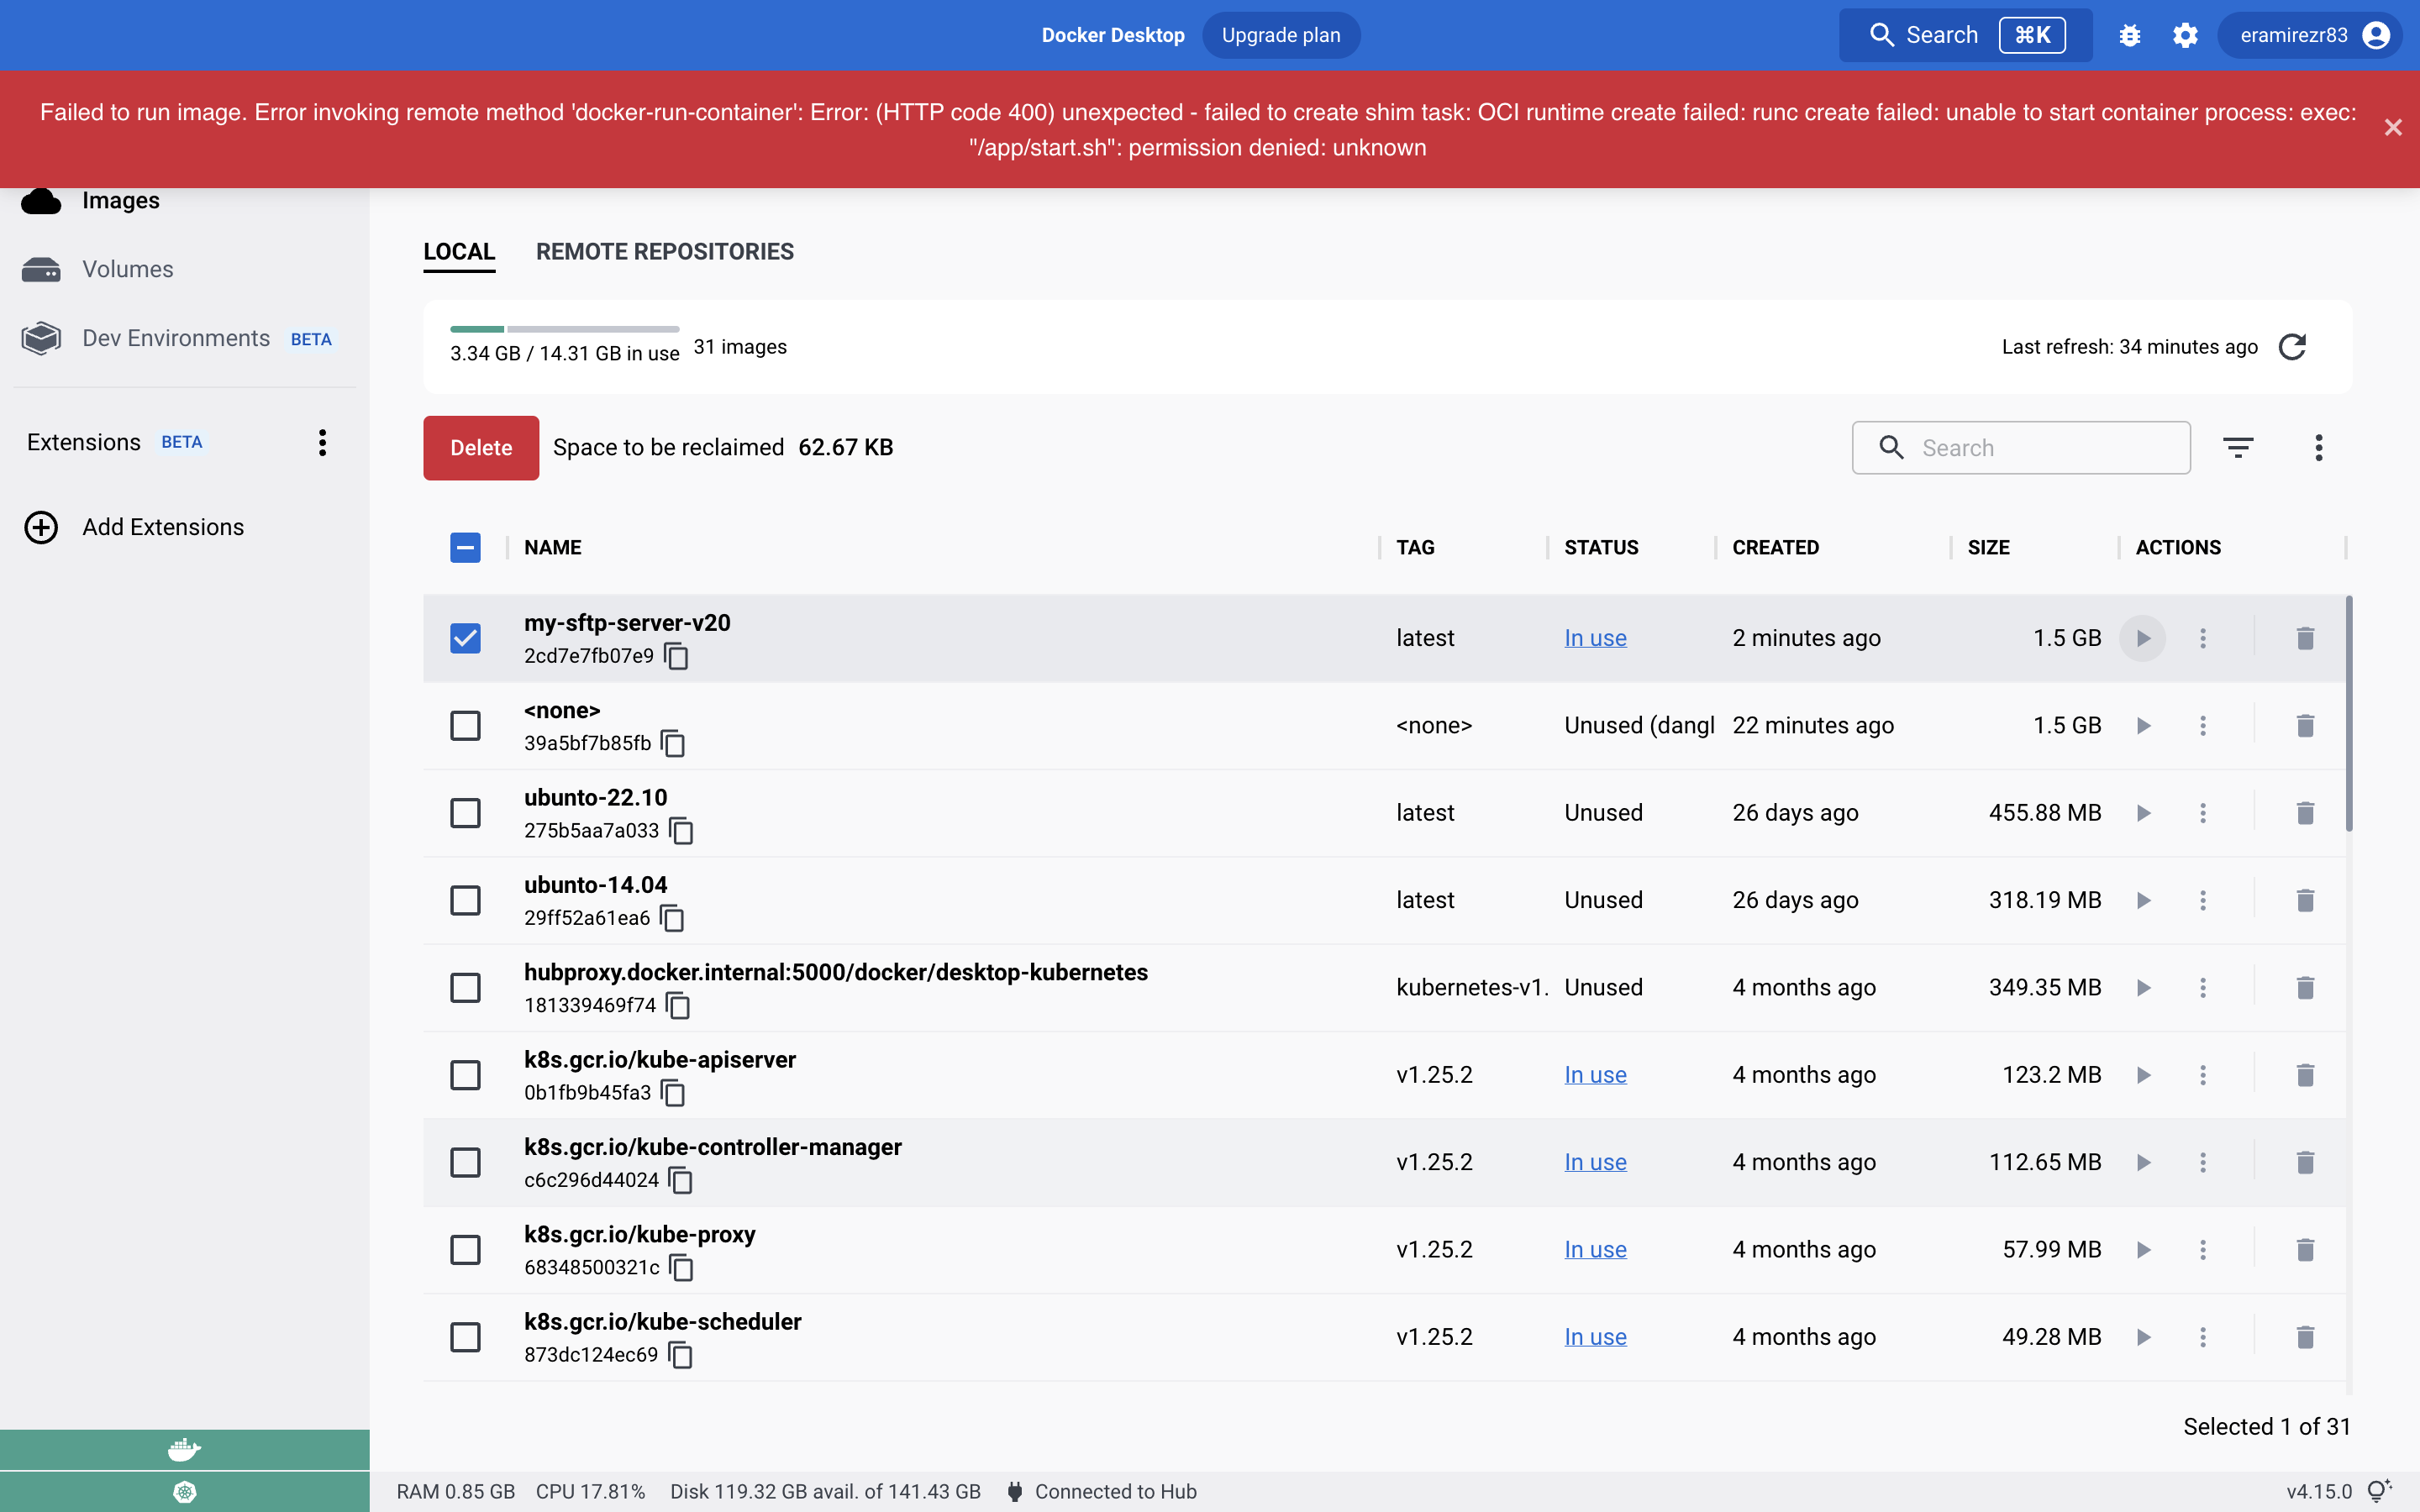 Docker Desktop Upgrade plan Search ⌘K eramirezr83
Failed to run image. Error invoking remote method 'docker-run-container': Error: (HTTP code 400) unexpected - failed to create shim task: OCI runtime create failed: runc create failed: unable to start container process: exec:
"/app/start.sh": permission denied: unknown
Images
Volumes
Dev Environments BETA
Extensions BETA
Add Extensions
LOCAL REMOTE REPOSITORIES
3.34 GB / 14.31 GB in use 31 images Last refresh: 34 minutes ago
Delete Space to be reclaimed 62.67 KB Search
NAME TAG STATUS CREATED SIZE ACTIONS
my-sftp-server-v20
2cd7e7fb07e9 latest In use 2 minutes ago 1.5 GB
<none>
39a5bf7b85fb <none> Unused (dangl 22 minutes ago 1.5 GB
ubunto-22.10
275b5aa7a033 latest Unused 26 days ago 455.88 MB
ubunto-14.04
29ff52a61ea6 latest Unused 26 days ago 318.19 MB
hubproxy.docker.internal:5000/docker/desktop-kubernetes
181339469f74 kubernetes-v1. Unused 4 months ago 349.35 MB
k8s.gcr.io/kube-apiserver
0b1fb9b45fa3 v1.25.2 In use 4 months ago 123.2 MB
k8s.gcr.io/kube-controller-manager
c6c296d44024 v1.25.2 In use 4 months ago 112.65 MB
k8s.gcr.io/kube-proxy
68348500321c v1.25.2 In use 4 months ago 57.99 MB
k8s.gcr.io/kube-scheduler
873dc124ec69 v1.25.2 In use 4 months ago 49.28 MB
Selected 1 of 31
RAM 0.85 GB CPU 17.81% Disk 119.32 GB avail. of 141.43 GB Connected to Hub v4.15.0